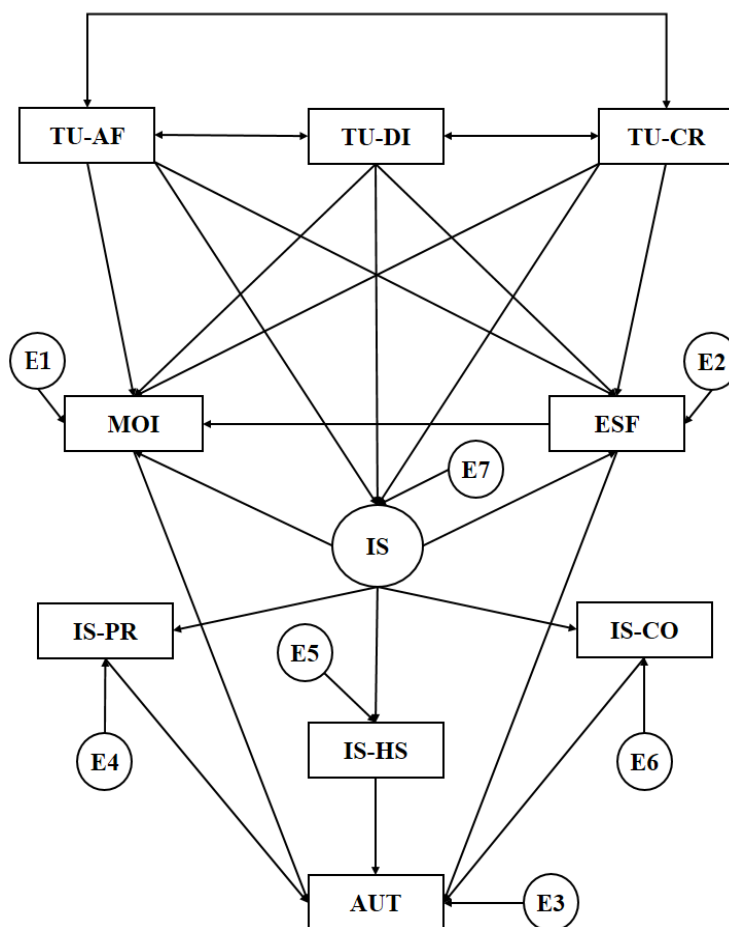 TU-AF
TU-DI
TU-CR
E1
E2
MOI
ESF
E7
IS
IS-PR
IS-CO
E5
IS-HS
E4
E6
AUT
E3